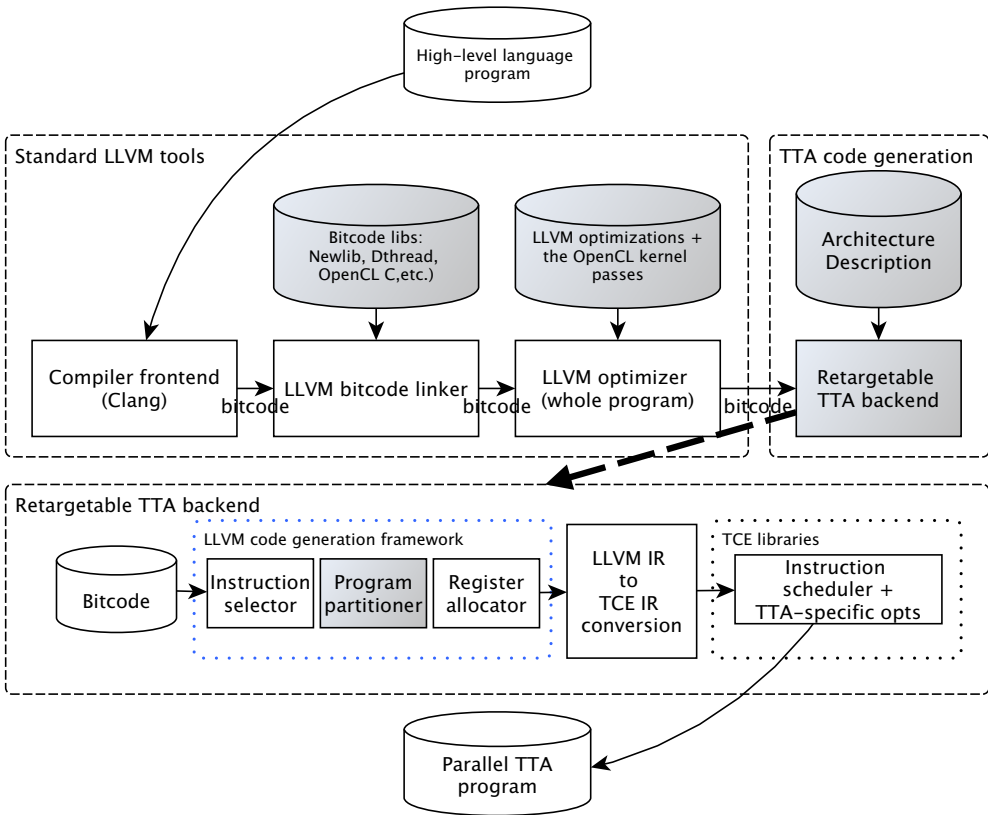 High-level language
program
Standard LLVM tools
TTA code generation
Bitcode libs:
Newlib, Dthread,
OpenCL C,etc.)
LLVM optimizations +
the OpenCL kernel
passes
Architecture
Description
Compiler frontend
(Clang)
bitcode
LLVM bitcode linker
bitcode
LLVM optimizer
(whole program)
bitcode
Retargetable
TTA backend
Retargetable TTA backend
LLVM code generation framework
TCE libraries
Bitcode
Instruction
selector
Program
partitioner
Register
allocator
LLVM IR
to
TCE IR
conversion
Instruction
scheduler +
TTA-specific opts
Parallel TTA
program